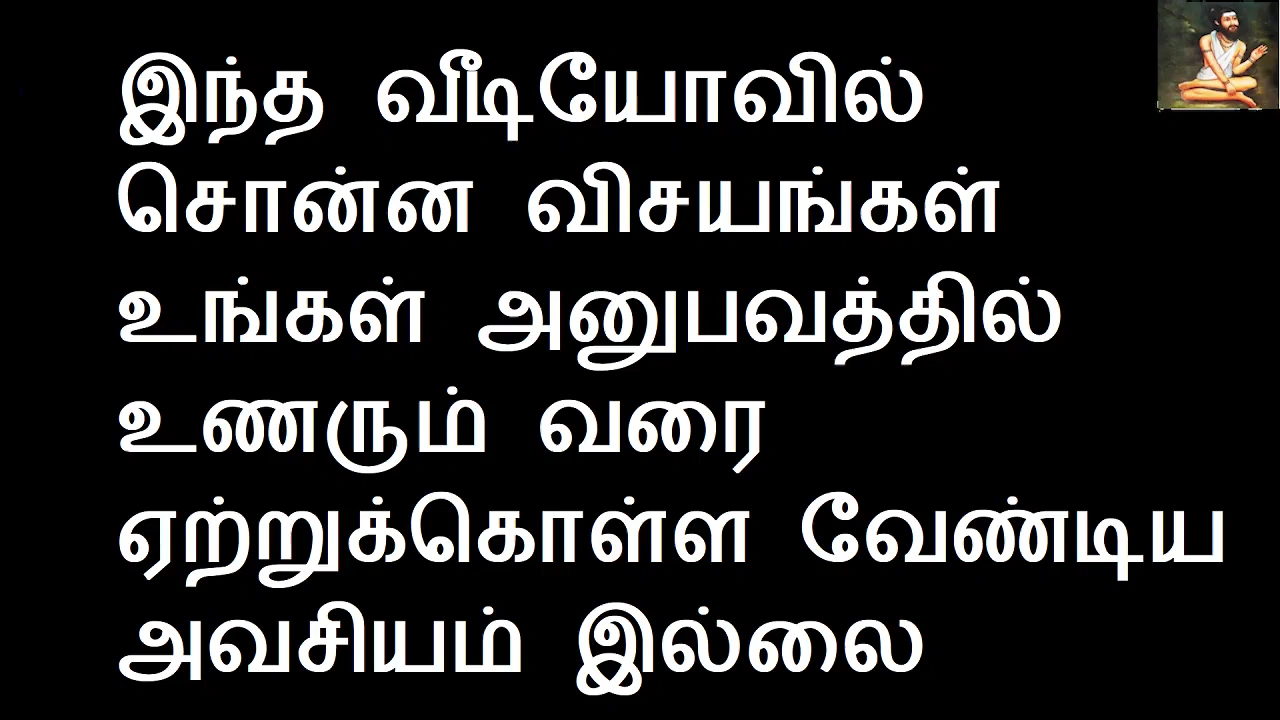 இந்த வீடியோவில்
சொன்ன விசயங்கள்
உங்கள் அனுபவத்தில்
உணரும் வரை
ஏற்றுக்கொள்ள வேண்டிய
அவசியம் இல்லை